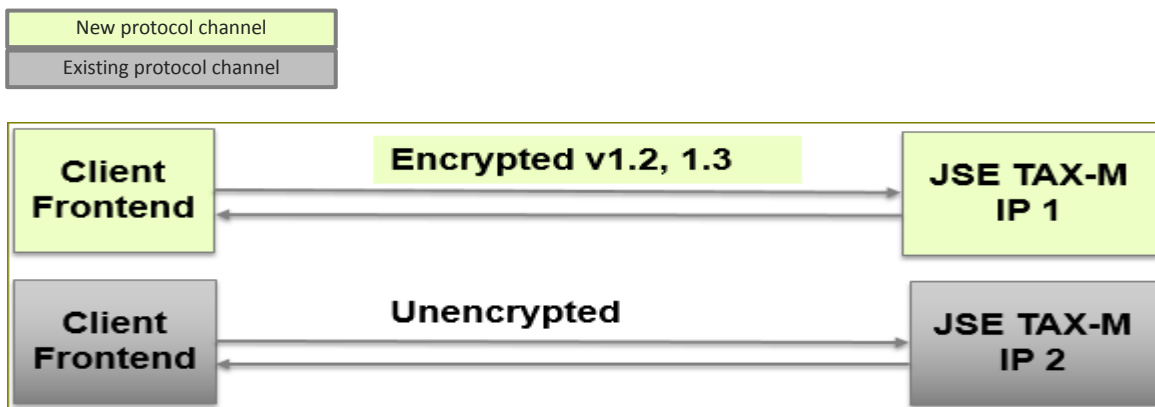 New protocol channel
Existing protocol channel
Client
Frontend
Encrypted v1.2, 1.3
JSE TAX-M
IP 1
Client
Frontend
Unencrypted
JSE TAX-M
IP 2